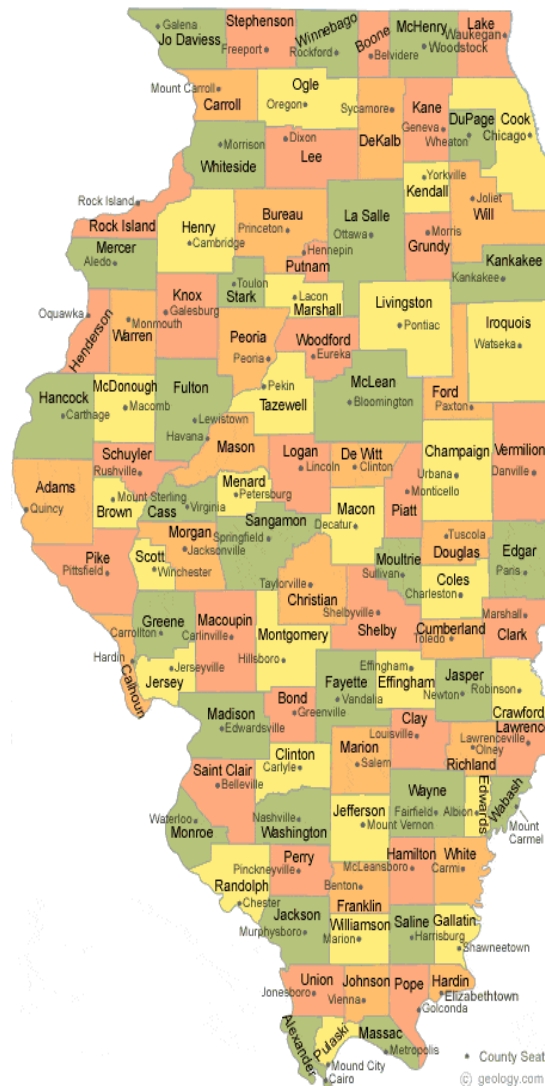 Galena
Jo Daviess
Stephenson
Freeport
Winnebago
Rockford
Boone
Belvidere
McHenry
Woodstock
Lake
Waukegan
Mount Carroll
Carroll
Ogle
Oregon
Sycamore
DeKalb
Kane
Geneva
DuPage
Wheaton
Cook
Chicago
Morrison
Whiteside
Dixon
Lee
Yorkville
Kendall
Joliet
Will
Rock Island
Rock Island
Henry
Cambridge
Bureau
Princeton
La Salle
Ottawa
Morris
Grundy
Mercer
Aledo
Hennepin
Putnam
Kankakee
Kankakee
Toulon
Stark
Lacon
Marshall
Oquawka
Henderson
Monmouth
Warren
Knox
Galesburg
Peoria
Peoria
Woodford
Eureka
Livingston
Pontiac
Iroquois
Watseka
Hancock
Carthage
McDonough
Macomb
Fulton
Lewistown
Havana
Pekin
Tazewell
McLean
Bloomington
Ford
Paxton
Schuyler
Rushville
Mason
Logan
Lincoln
De Witt
Clinton
Champaign
Urbana
Vermilion
Danville
Adams
Quincy
Mount Sterling
Brown
Cass
Virginia
Menard
Petersburg
Macon
Decatur
Monticello
Piatt
Pike
Pittsfield
Scott
Winchester
Morgan
Jacksonville
Sangamon
Springfield
Taylorville
Christian
Moultrie
Sullivan
Tuscola
Douglas
Edgar
Paris
Coles
Charleston
Greene
Carrollton
Macoupin
Carlinville
Montgomery
Hillsboro
Shelbyville
Shelby
Cumberland
Toledo
Marshall
Clark
Hardin
Calhoun
Jerseyville
Jersey
Fayette
Vandalia
Effingham
Effingham
Jasper
Newton
Robinson
Crawford
Madison
Edwardsville
Bond
Greenville
Clay
Louisville
Lawrence
Lawrenceville
Olney
Richland
Saint Clair
Belleville
Clinton
Carlyle
Marion
Salem
Waterloo
Monroe
Nashville
Washington
Jefferson
Mount Vernon
Wayne
Fairfield
Albion
Edwards
Wabash
Mount
Carmel
Randolph
Chester
Perry
Pinckneyville
McLeansboro
Hamilton
White
Carmi
Benton
Franklin
Jackson
Murphysboro
Williamson
Marion
Saline
Harrisburg
Gallatin
Shawneetown
Union
Jonesboro
Johnson
Vienna
Pope
Golconda
Hardin
Elizabethtown
Alexander
Pulaski
Massac
Metropolis
Mound City
Cairo
County Seat
© geology.com